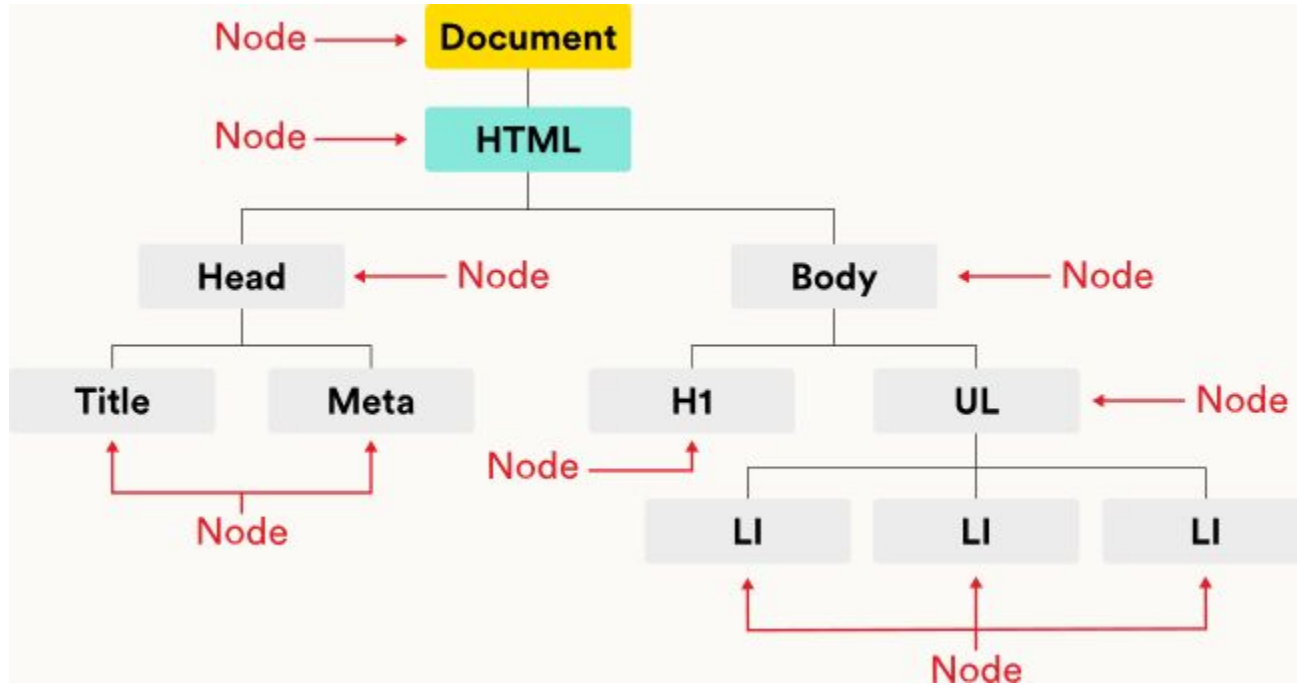 Node
Document
Node
HTML
Head
Node
Body
Node
Title
Meta
H1
UL
Node
Node
Node
LI
LI
LI
Node